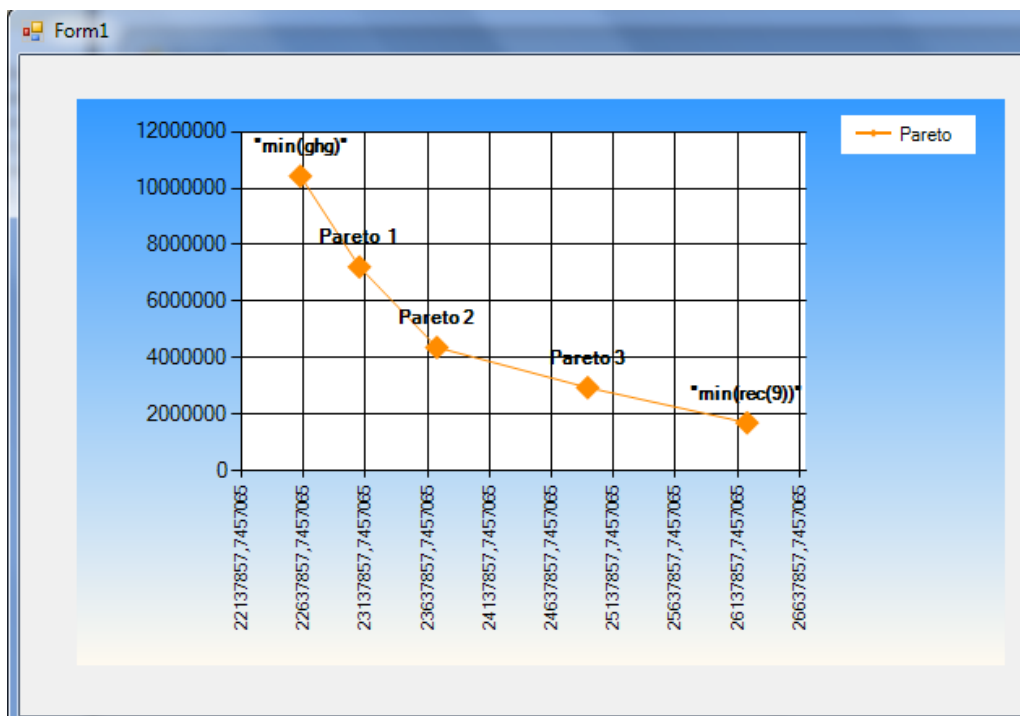 Form1
12000000
"min(ghg)"
Pareto
10000000
8000000
Pareto 1
6000000
Pareto 2
4000000
Pareto 3
"min(rec(9))"
2000000
0
22137857,7457065
22637857,7457065
23137857,7457065
23637857,7457065
24137857,7457065
24637857,7457065
25137857,7457065
25637857,7457065
26137857,7457065
26637857,7457065